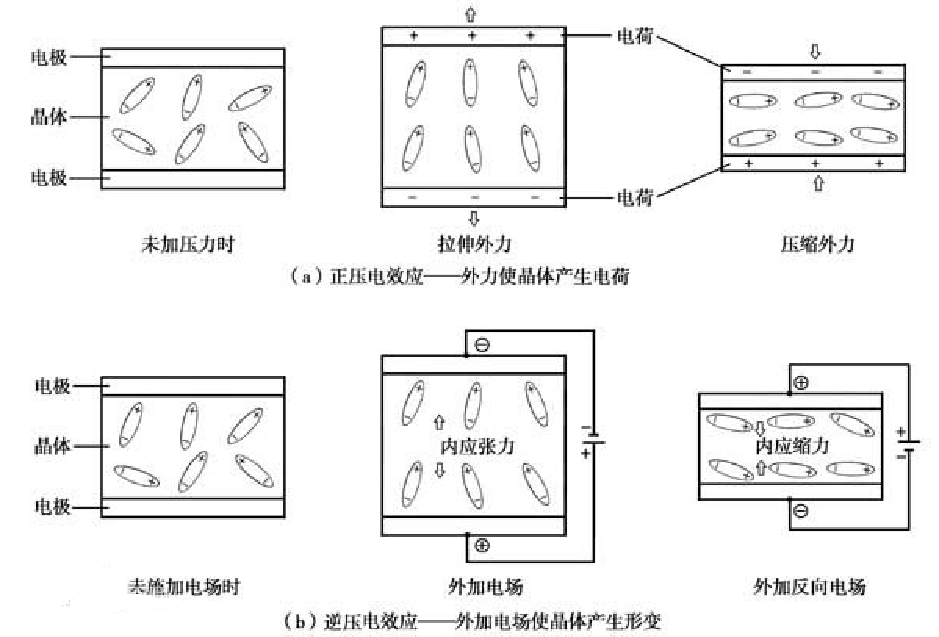 电极
晶体
电极
+ + +
- - -
电荷
电荷
- - -
+ + +
未加压力时
拉伸外力
压缩外力
（a）正压电效应——外力使晶体产生电荷
电极
晶体
电极
⊖
内应张力
-
+
⊕
⊕
内应缩力
+
-
⊖
未施加电场时
外加电场
外加反向电场
（b）逆压电效应——外加电场使晶体产生形变